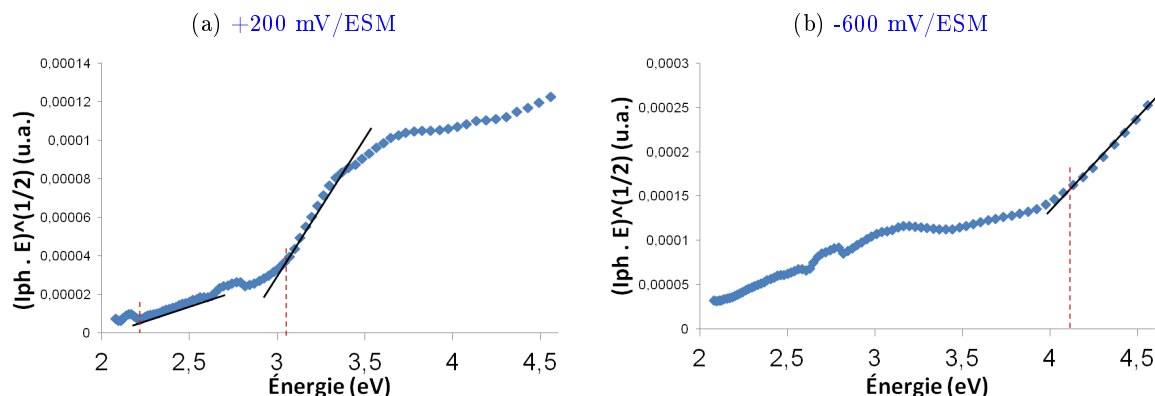 (a) +200 mV/ESM
(Iph . E)^(1/2) (u.a.)
0,00014
0,00012
0,0001
0,00008
0,00006
0,00004
0,00002
0
2 2,5 3 3,5 4 4,5
Énergie (eV)
(b) -600 mV/ESM
(Iph . E)^(1/2) (u.a.)
0,0003
0,00025
0,0002
0,00015
0,0001
0,00005
0
2 2,5 3 3,5 4 4,5
Énergie (eV)